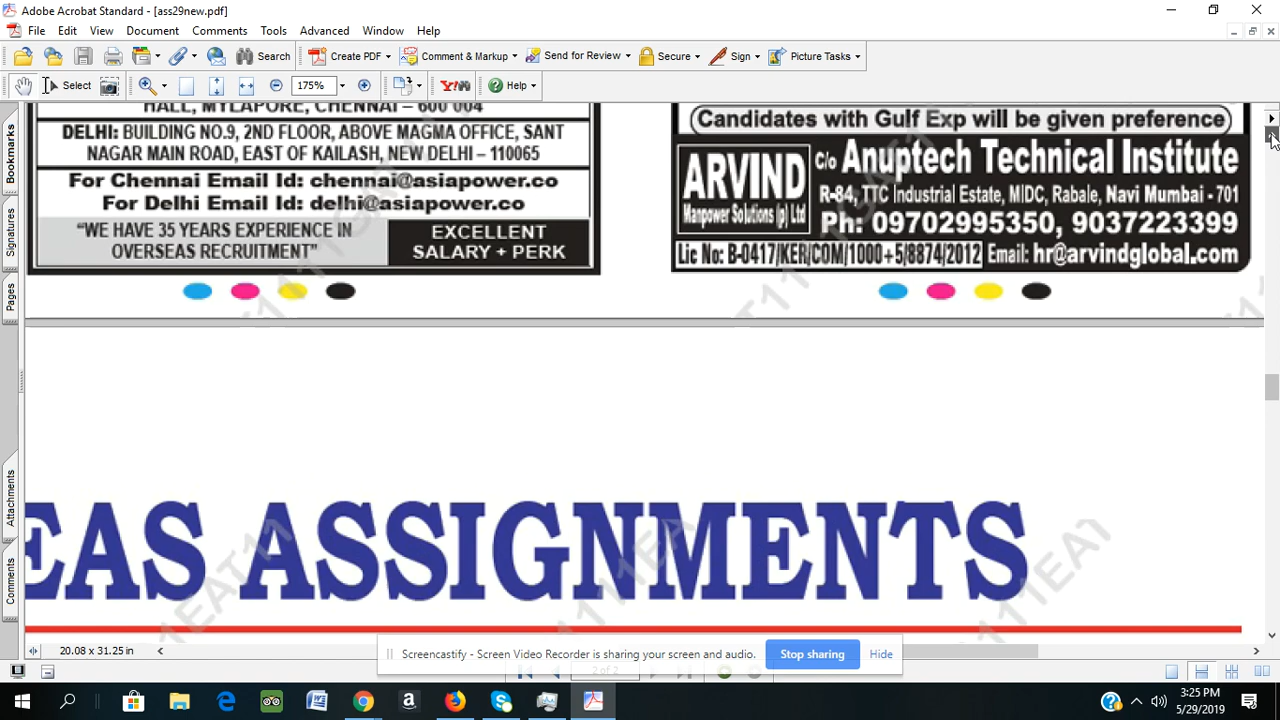 Adobe Acrobat Standard - [ass29new.pdf]
File Edit View Document Comments Tools Advanced Window Help
Search Create PDF Comment & Markup Send for Review Secure Sign Picture Tasks
Select 175% Y! Help
Bookmarks
Signatures
Pages
Attachments
Comments
HALL, MYLAPORE, CHENNAI – 600 004
DELHI: BUILDING NO.9, 2ND FLOOR, ABOVE MAGMA OFFICE, SANT
NAGAR MAIN ROAD, EAST OF KAILASH, NEW DELHI – 110065
For Chennai Email Id: chennai@asiapower.co
For Delhi Email Id: delhi@asiapower.co
“WE HAVE 35 YEARS EXPERIENCE IN
OVERSEAS RECRUITMENT”
EXCELLENT
SALARY + PERK
Candidates with Gulf Exp will be given preference
ARVIND
Manpower Solutions (p) Ltd
C/o Anuptech Technical Institute
R-84, TTC Industrial Estate, MIDC, Rabale, Navi Mumbai - 701
Ph: 09702995350, 9037223399
Lic No: B-0417/KER/COM/1000+5/8874/2012 Email: hr@arvindglobal.com
EAS ASSIGNMENTS
20.08 x 31.25 in
Screencastify - Screen Video Recorder is sharing your screen and audio. Stop sharing Hide
2 of 2
3:25 PM
5/29/2019